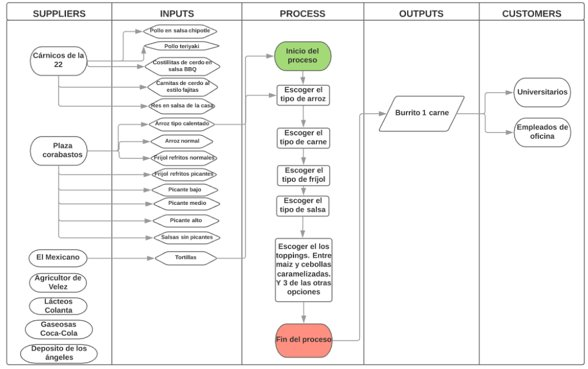 SUPPLIERS
INPUTS
PROCESS
OUTPUTS
CUSTOMERS
Cárnicos de la
22
Plaza
corabastos
El Mexicano
Agricultor de
Velez
Lácteos
Colanta
Gaseosas
Coca-Cola
Deposito de los
ángeles
Pollo en salsa chipotle
Pollo teriyaki
Costillitas de cerdo en
salsa BBQ
Carnitas de cerdo al
estilo fajitas
Res en salsa de la casa
Arroz tipo calentado
Arroz normal
Frijol refritos normales
Frijol refritos picantes
Picante bajo
Picante medio
Picante alto
Salsas sin picantes
Tortillas
Inicio del
proceso
Escoger el
tipo de arroz
Escoger el
tipo de carne
Escoger el
tipo de fríjol
Escoger el
tipo de salsa
Escoger el los
toppings. Entre
maiz y cebollas
caramelizadas.
Y 3 de las otras
opciones
Fin del proceso
Burrito 1 carne
Universitarios
Empleados de
oficina